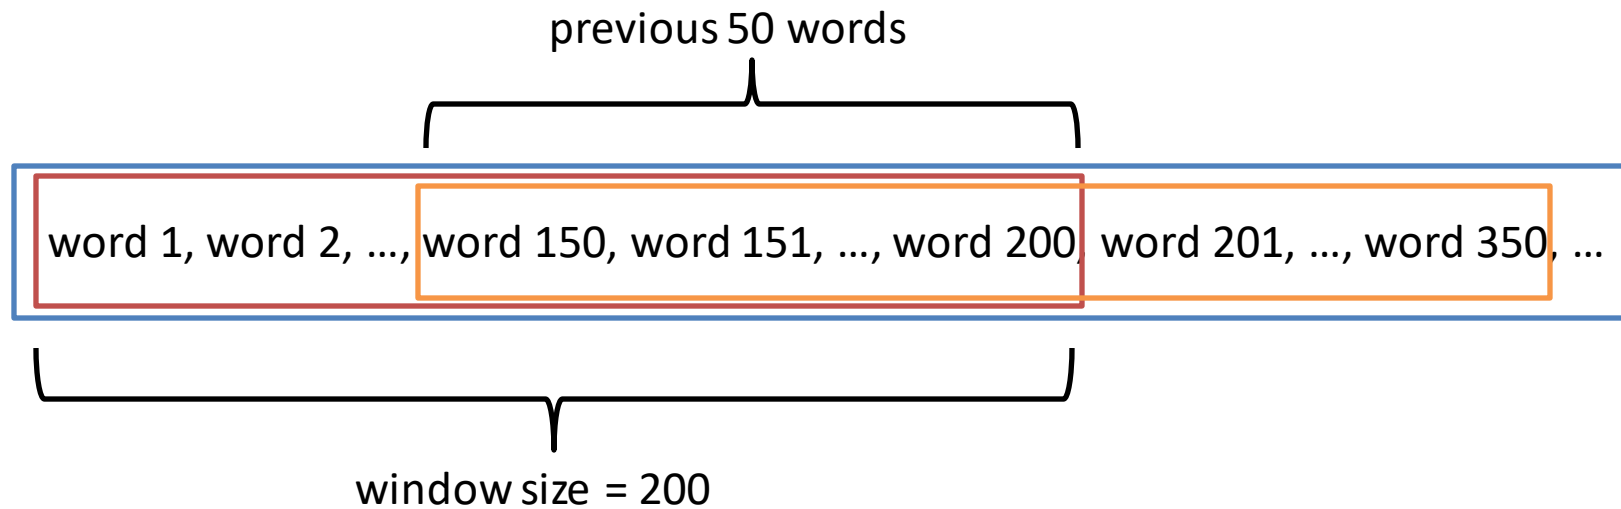 previous 50 words
word 1, word 2, ..., word 150, word 151, ..., word 200, word 201, ..., word 350, ...
window size = 200